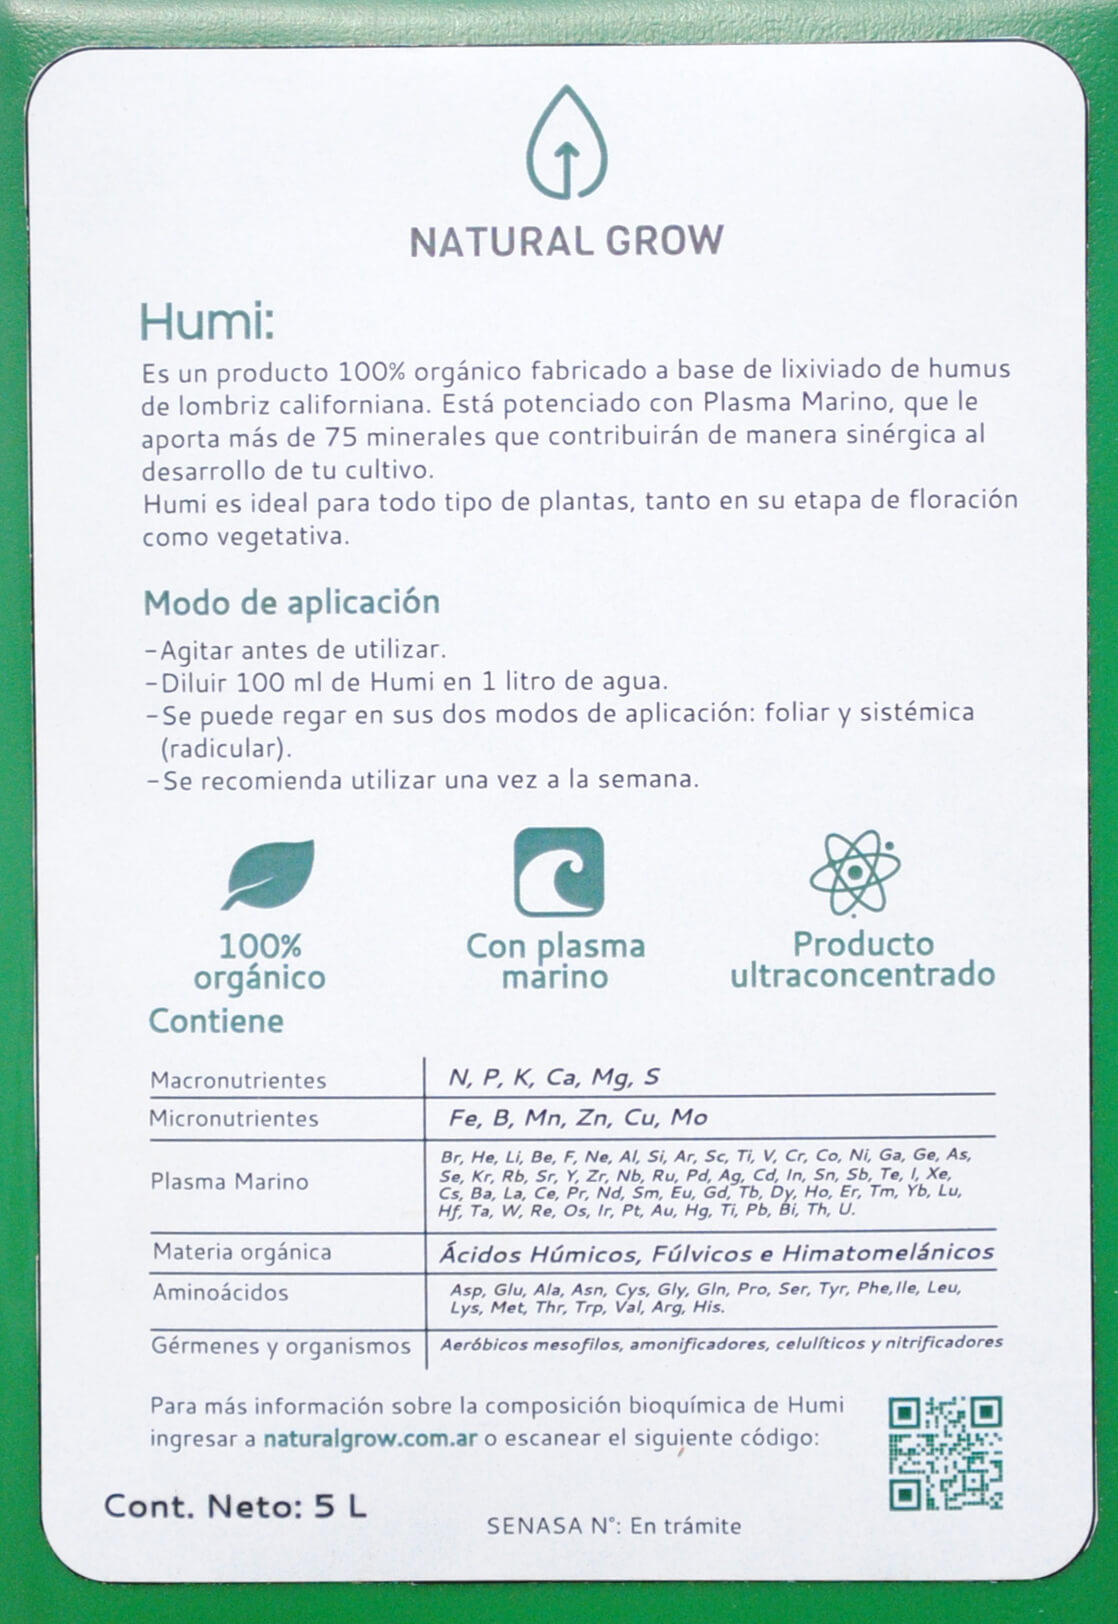 NATURAL GROW
Humi:
Es un producto 100% orgánico fabricado a base de lixiviado de humus
de lombriz californiana. Está potenciado con Plasma Marino, que le
aporta más de 75 minerales que contribuirán de manera sinérgica al
desarrollo de tu cultivo.
Humi es ideal para todo tipo de plantas, tanto en su etapa de floración
como vegetativa.
Modo de aplicación
-Agitar antes de utilizar.
-Diluir 100 ml de Humi en 1 litro de agua.
-Se puede regar en sus dos modos de aplicación: foliar y sistémica
(radicular).
-Se recomienda utilizar una vez a la semana.
100% Con plasma Producto
orgánico marino ultraconcentrado
Contiene
Macronutrientes N, P, K, Ca, Mg, S
Micronutrientes Fe, B, Mn, Zn, Cu, Mo
Plasma Marino
Br, He, Li, Be, F, Ne, Al, Si, Ar, Sc, Ti, V, Cr, Co, Ni, Ga, Ge, As,
Se, Kr, Rb, Sr, Y, Zr, Nb, Ru, Pd, Ag, Cd, In, Sn, Sb, Te, I, Xe,
Cs, Ba, La, Ce, Pr, Nd, Sm, Eu, Gd, Tb, Dy, Ho, Er, Tm, Yb, Lu,
Hf, Ta, W, Re, Os, Ir, Pt, Au, Hg, Ti, Pb, Bi, Th, U.
Materia orgánica Ácidos Húmicos, Fúlvicos e Himatomelánicos
Aminoácidos Asp, Glu, Ala, Asn, Cys, Gly, Gln, Pro, Ser, Tyr, Phe,Ile, Leu,
Lys, Met, Thr, Trp, Val, Arg, His.
Gérmenes y organismos Aeróbicos mesofilos, amonificadores, celulíticos y nitrificadores
Para más información sobre la composición bioquímica de Humi
ingresar a naturalgrow.com.ar o escanear el siguiente código:
Cont. Neto: 5 L
SENASA N°: En trámite